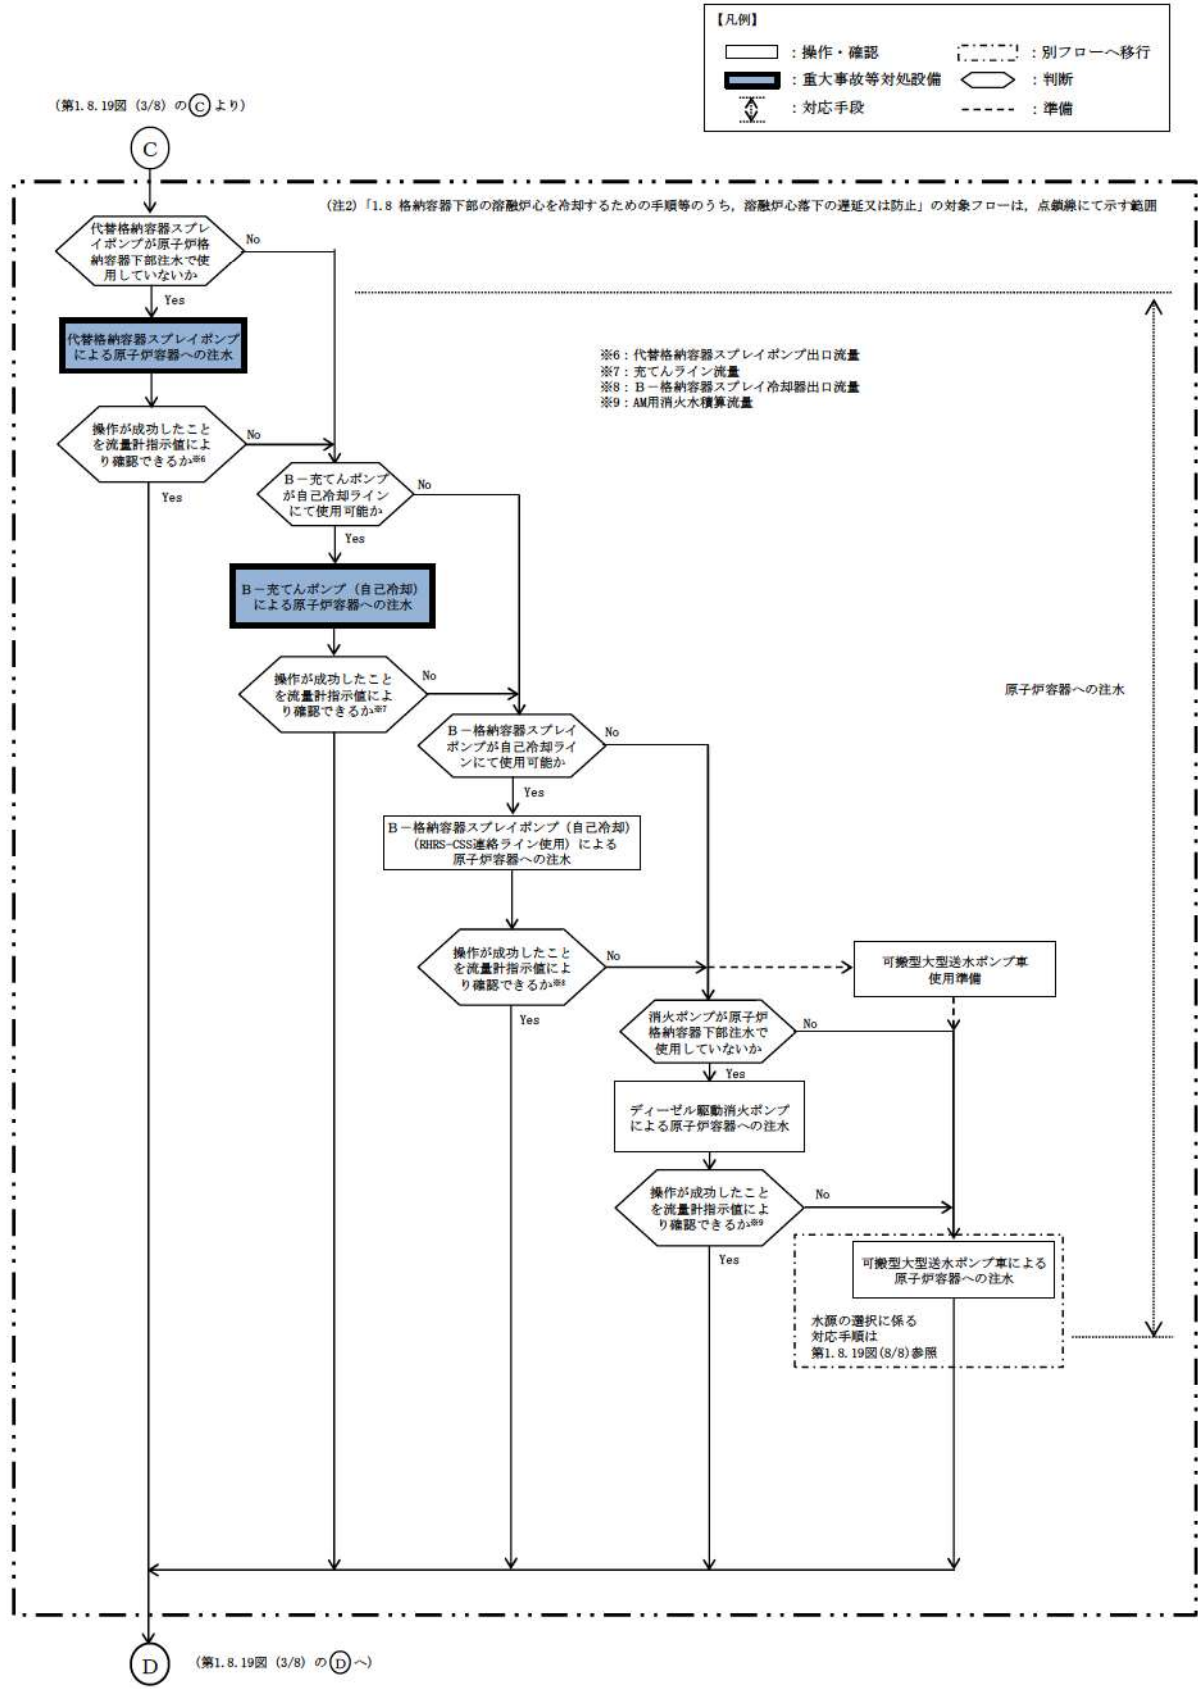 【凡例】
：操作・確認
：別フローへ移行
：重大事故等対処設備
：判断
：対応手段
：準備
(第1.8.19図（3/8）のⒸより)
C
(注2)「1.8 格納容器下部の溶融炉心を冷却するための手順等のうち，溶融炉心落下の遅延又は防止」の対象フローは，点鎖線にて示す範囲
代替格納容器スプレ
イポンプが原子炉格
納容器下部注水で使
用していないか
No
Yes
代替格納容器スプレイポンプ
による原子炉容器への注水
※6：代替格納容器スプレイポンプ出口流量
※7：充てんライン流量
※8：Ｂ－格納容器スプレイ冷却器出口流量
※9：AM用消火水積算流量
操作が成功したこと
を流量計指示値によ
り確認できるか※6
No
Yes
Ｂ－充てんポンプ
が自己冷却ライン
にて使用可能か
No
Yes
Ｂ－充てんポンプ（自己冷却）
による原子炉容器への注水
操作が成功したこと
を流量計指示値によ
り確認できるか※7
No
Yes
原子炉容器への注水
Ｂ－格納容器スプレイ
ポンプが自己冷却ライ
ンにて使用可能か
No
Yes
Ｂ－格納容器スプレイポンプ（自己冷却）
（RHRS-CSS連絡ライン使用）による
原子炉容器への注水
操作が成功したこと
を流量計指示値によ
り確認できるか※8
No
Yes
可搬型大型送水ポンプ車
使用準備
消火ポンプが原子炉
格納容器下部注水で
使用していないか
No
Yes
ディーゼル駆動消火ポンプ
による原子炉容器への注水
操作が成功したこと
を流量計指示値によ
り確認できるか※9
No
Yes
可搬型大型送水ポンプ車による
原子炉容器への注水
水源の選択に係る
対応手順は
第1.8.19図(8/8)参照
D
(第1.8.19図（3/8）のⒹへ)